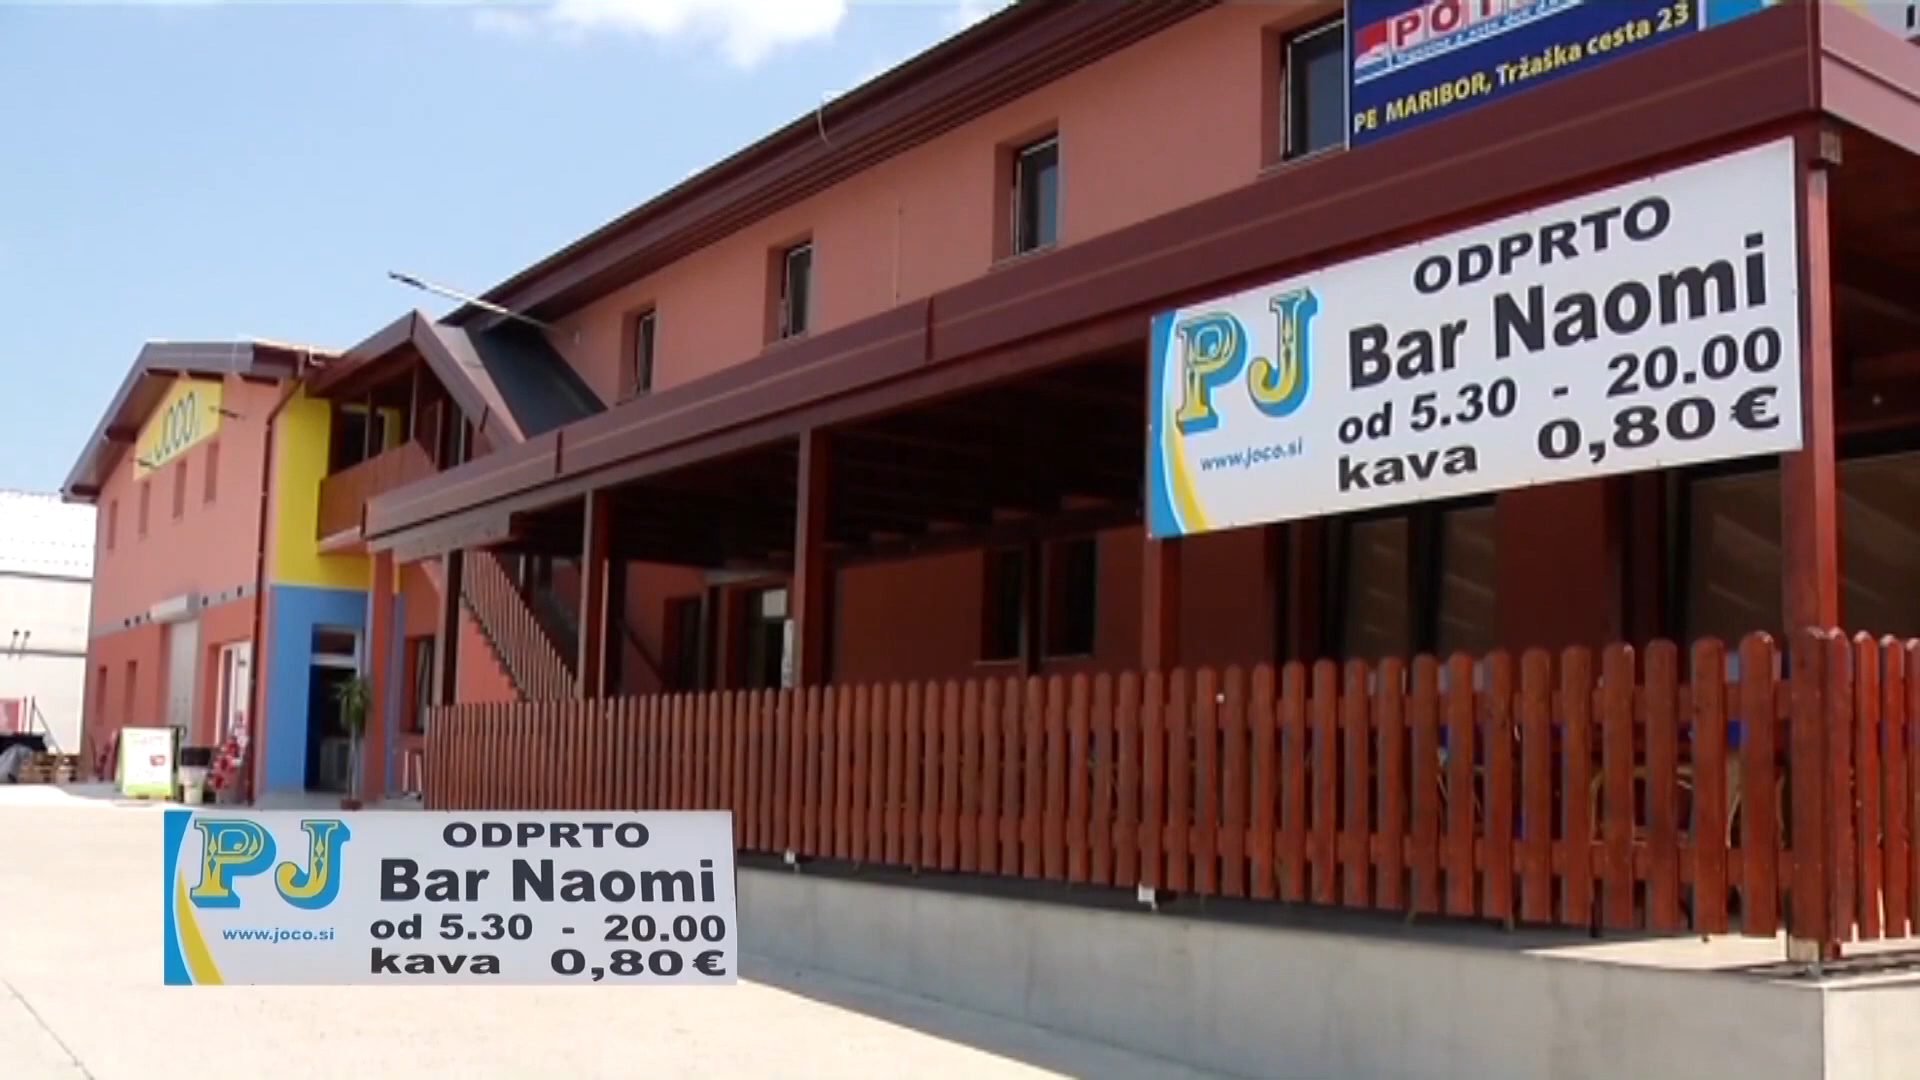 PE MARIBOR, Tržaška cesta 23
ODPRTO
Bar Naomi
od 5.30 - 20.00
kava 0,80 €
PJ
www.joco.si
JOCO
PJ
www.joco.si
ODPRTO
Bar Naomi
od 5.30 - 20.00
kava 0,80 €